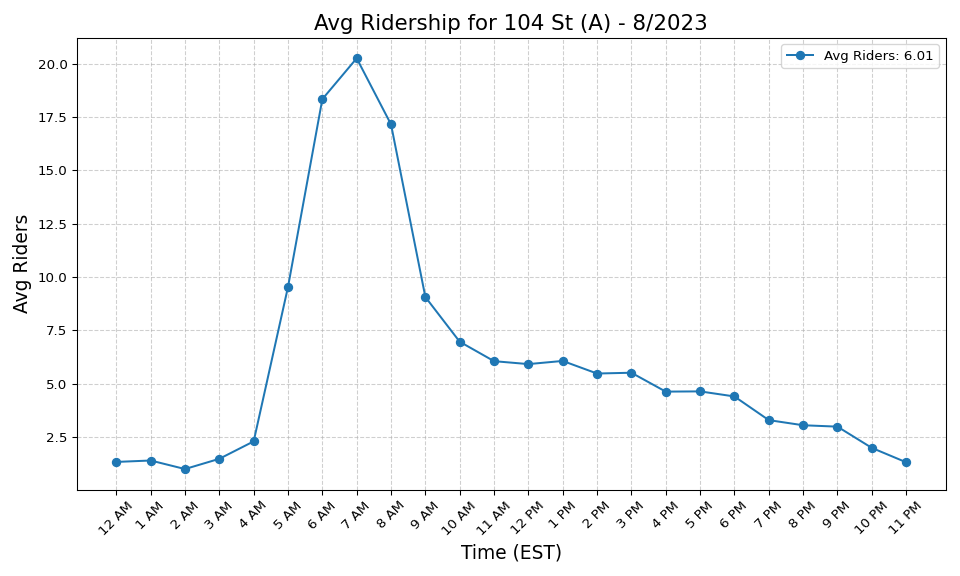 Avg Ridership for 104 St (A) - 8/2023
Avg Riders: 6.01
Avg Riders
20.0
17.5
15.0
12.5
10.0
7.5
5.0
2.5
12 AM 1 AM 2 AM 3 AM 4 AM 5 AM 6 AM 7 AM 8 AM 9 AM 10 AM 11 AM 12 PM 1 PM 2 PM 3 PM 4 PM 5 PM 6 PM 7 PM 8 PM 9 PM 10 PM 11 PM
Time (EST)